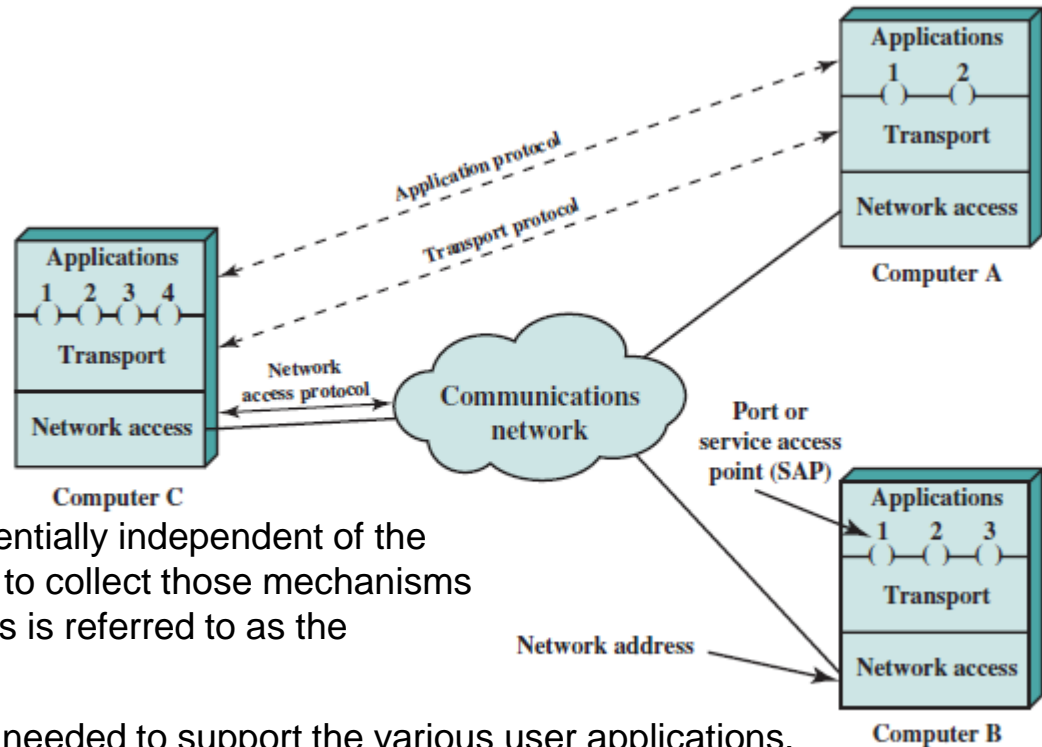 Applications
1 2
Transport
Network access
Computer A
Application protocol
Transport protocol
Applications
1 2 3 4
Transport
Network access
Computer C
Network
access protocol
Communications
network
Port or
service access
point (SAP)
Applications
1 2 3
Transport
Network access
Computer B
Network address
entially independent of the
to collect those mechanisms
s is referred to as the
needed to support the various user applications.